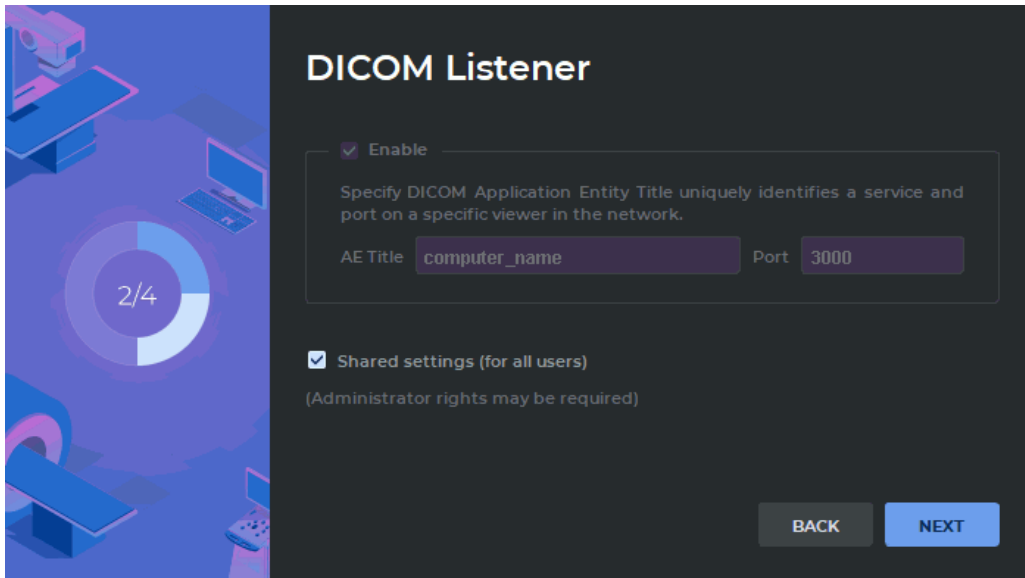 DICOM Listener
Enable
Specify DICOM Application Entity Title uniquely identifies a service and
port on a specific viewer in the network.
AE Title computer_name Port 3000
2/4
Shared settings (for all users)
(Administrator rights may be required)
BACK NEXT